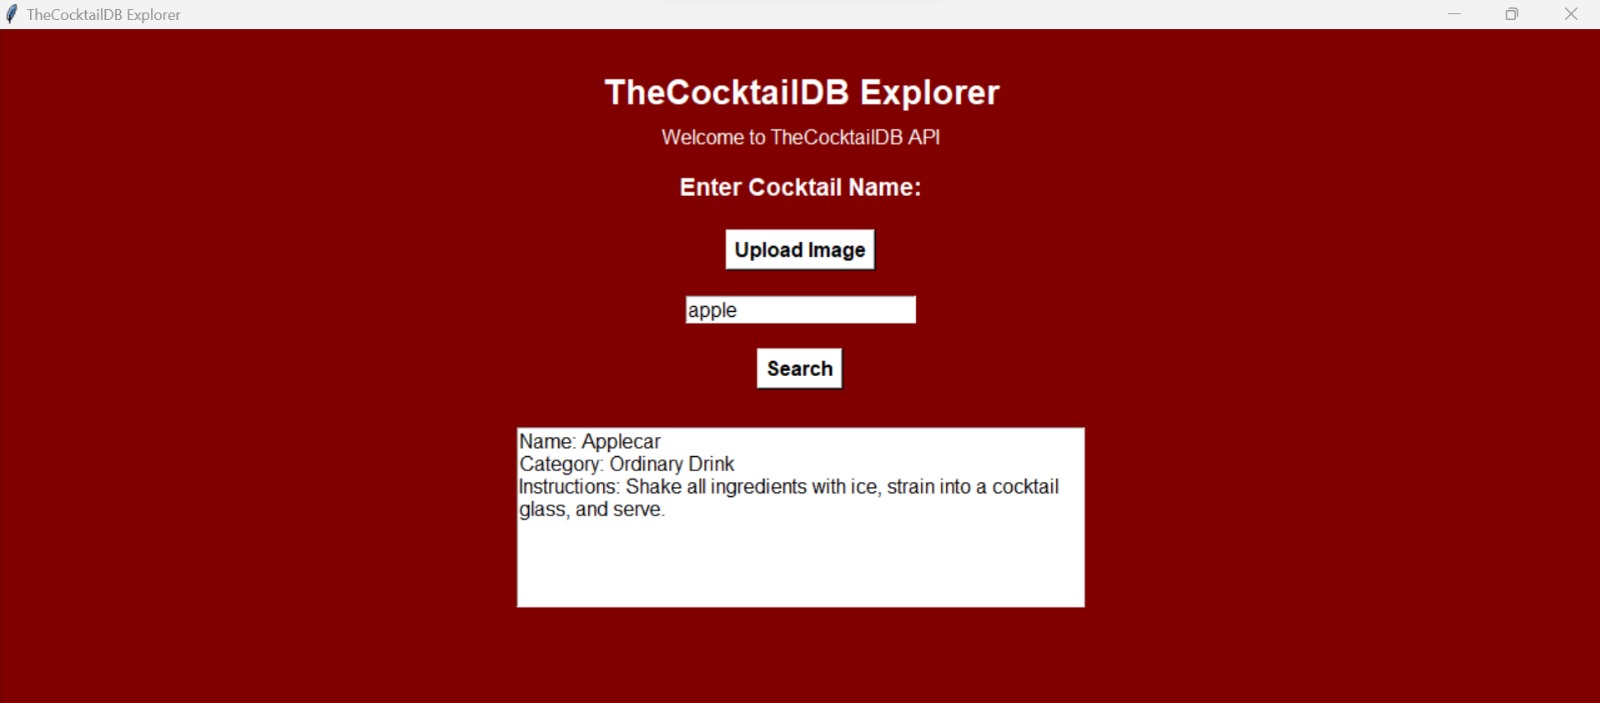 TheCocktailDB Explorer
TheCocktailDB Explorer
Welcome to TheCocktailDB API
Enter Cocktail Name:
Upload Image
apple
Search
Name: Applecar
Category: Ordinary Drink
Instructions: Shake all ingredients with ice, strain into a cocktail
glass, and serve.